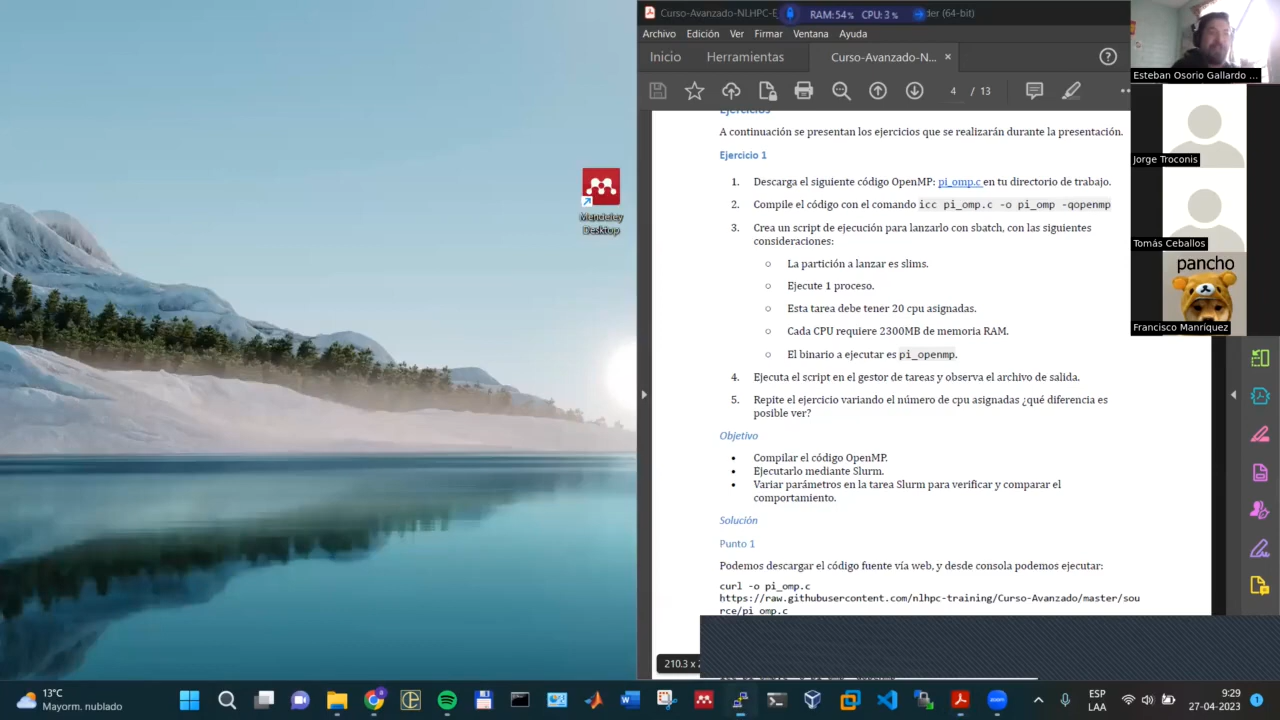 Curso-Avanzado-NLHPC-E
RAM:54% CPU:3%
der (64-bit)
Archivo Edición Ver Firmar Ventana Ayuda
Inicio Herramientas Curso-Avanzado-N... ×
4 / 13
Esteban Osorio Gallardo ...
Jorge Troconis
Tomás Ceballos
pancho
Francisco Manríquez
Mendeley
Desktop
Ejercicios
A continuación se presentan los ejercicios que se realizarán durante la presentación.
Ejercicio 1
1. Descarga el siguiente código OpenMP: pi_omp.c en tu directorio de trabajo.
2. Compile el código con el comando icc pi_omp.c -o pi_omp -qopenmp
3. Crea un script de ejecución para lanzarlo con sbatch, con las siguientes
consideraciones:
○ La partición a lanzar es slims.
○ Ejecute 1 proceso.
○ Esta tarea debe tener 20 cpu asignadas.
○ Cada CPU requiere 2300MB de memoria RAM.
○ El binario a ejecutar es pi_openmp.
4. Ejecuta el script en el gestor de tareas y observa el archivo de salida.
5. Repite el ejercicio variando el número de cpu asignadas ¿qué diferencia es
posible ver?
Objetivo
• Compilar el código OpenMP.
• Ejecutarlo mediante Slurm.
• Variar parámetros en la tarea Slurm para verificar y comparar el
comportamiento.
Solución
Punto 1
Podemos descargar el código fuente vía web, y desde consola podemos ejecutar:
curl -o pi_omp.c
https://raw.githubusercontent.com/nlhpc-training/Curso-Avanzado/master/sou
rce/pi_omp.c
210.3 x
13°C
Mayorm. nublado
ESP
LAA
9:29
27-04-2023